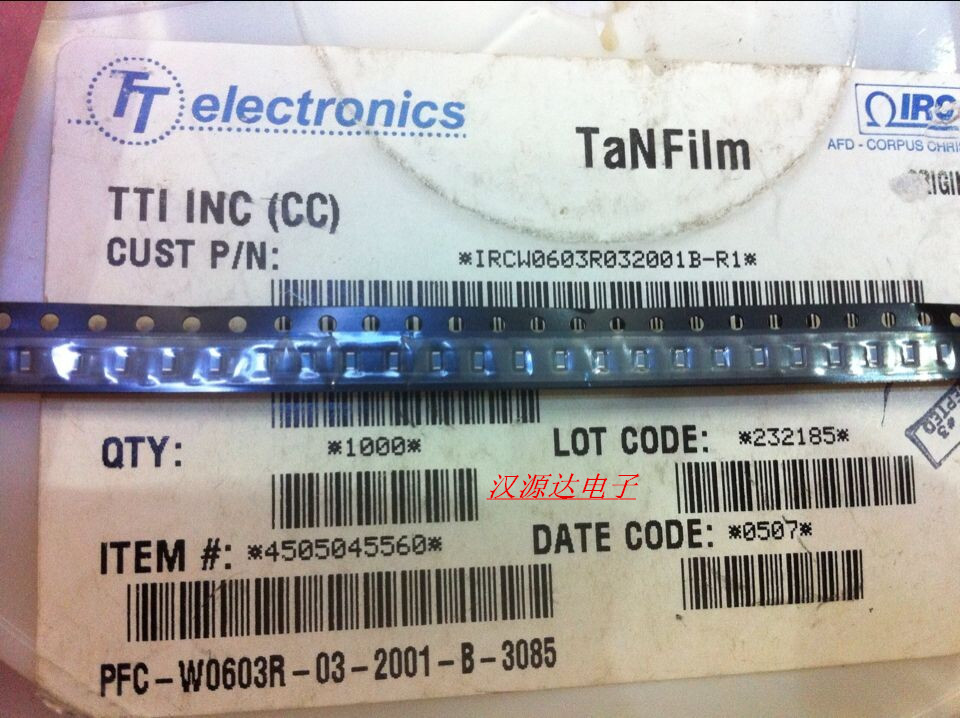 TT electronics
TaNFilm
IRC
AFD - CORPUS
TTI INC (CC)
CUST P/N: *IRCW0603R032001B-R1*
QTY: *1000*
LOT CODE: *232185*
汉源达电子
ITEM #: *4505045560*
DATE CODE: *0507*
PFC-W0603R-03-2001-B-3085
#3